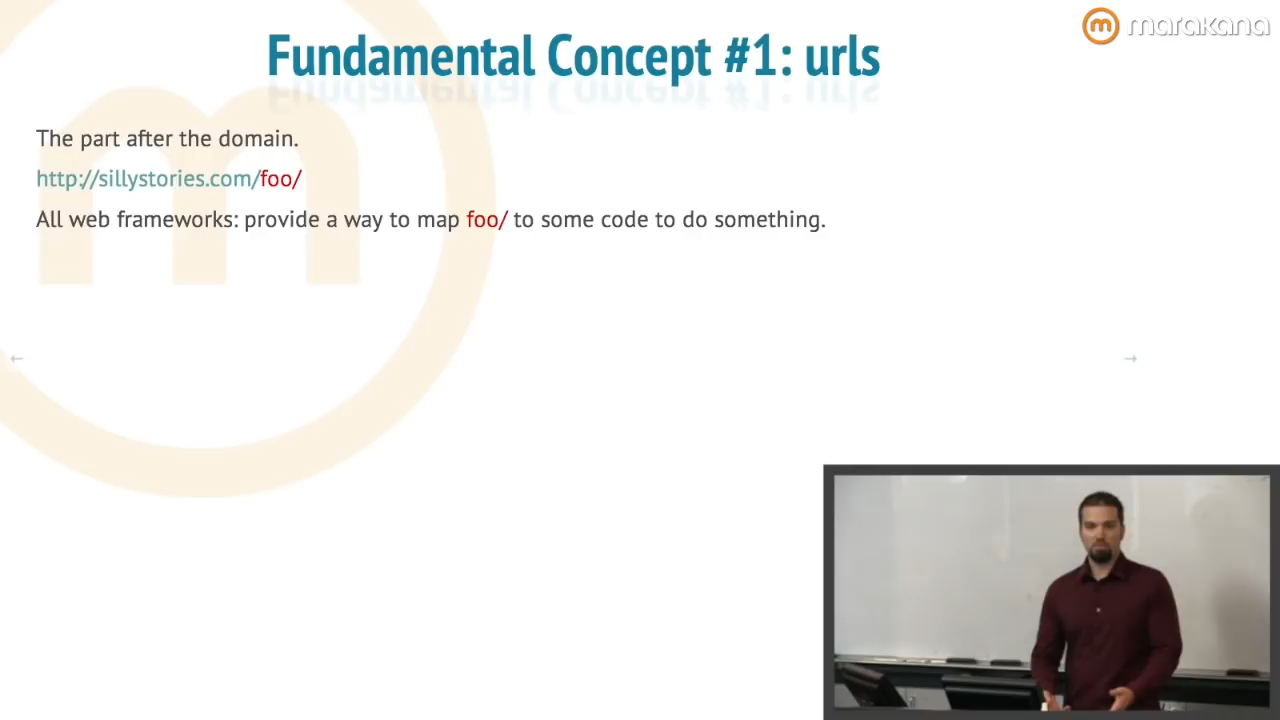 Fundamental Concept #1: urls
marakana
The part after the domain.
http://sillystories.com/foo/
All web frameworks: provide a way to map foo/ to some code to do something.